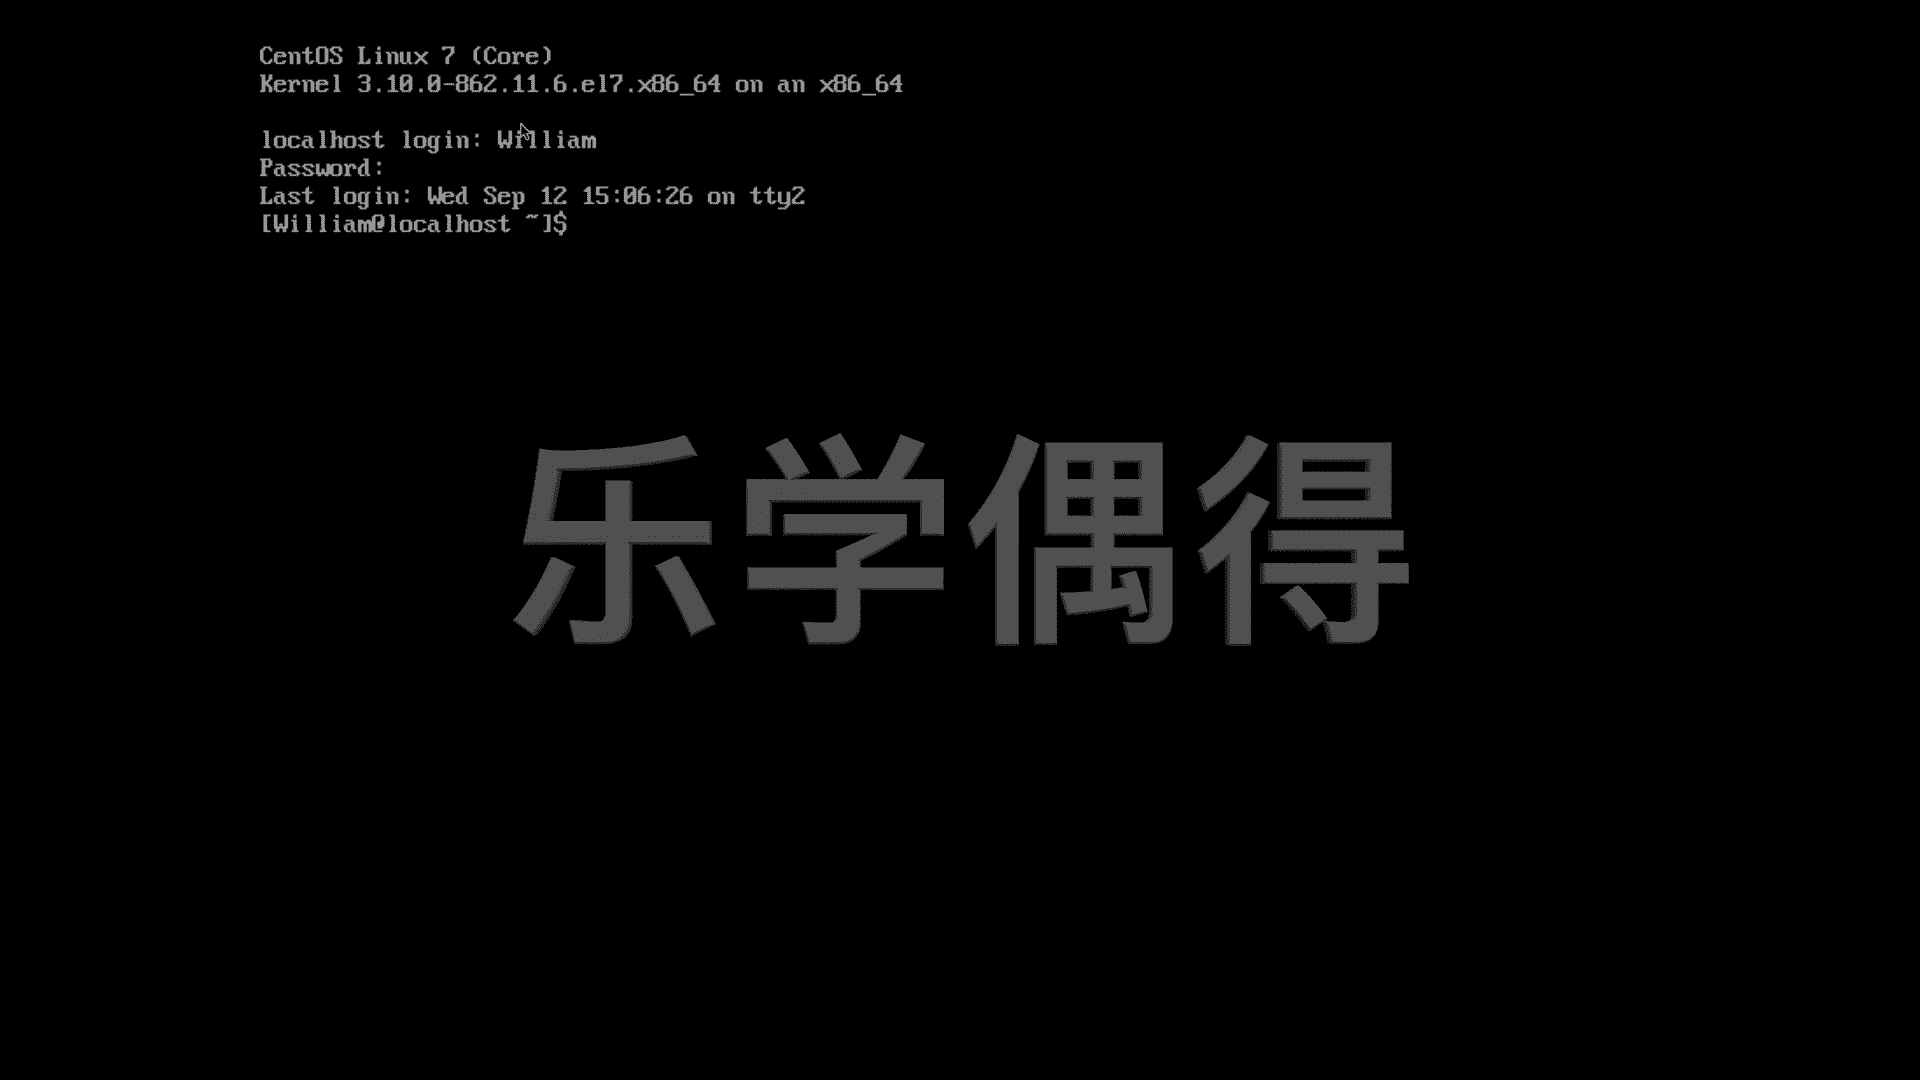 CentOS Linux 7 (Core)
Kernel 3.10.0-862.11.6.el7.x86_64 on an x86_64
localhost login: William
Password:
Last login: Wed Sep 12 15:06:26 on tty2
[William@localhost ~]$
乐学偶得